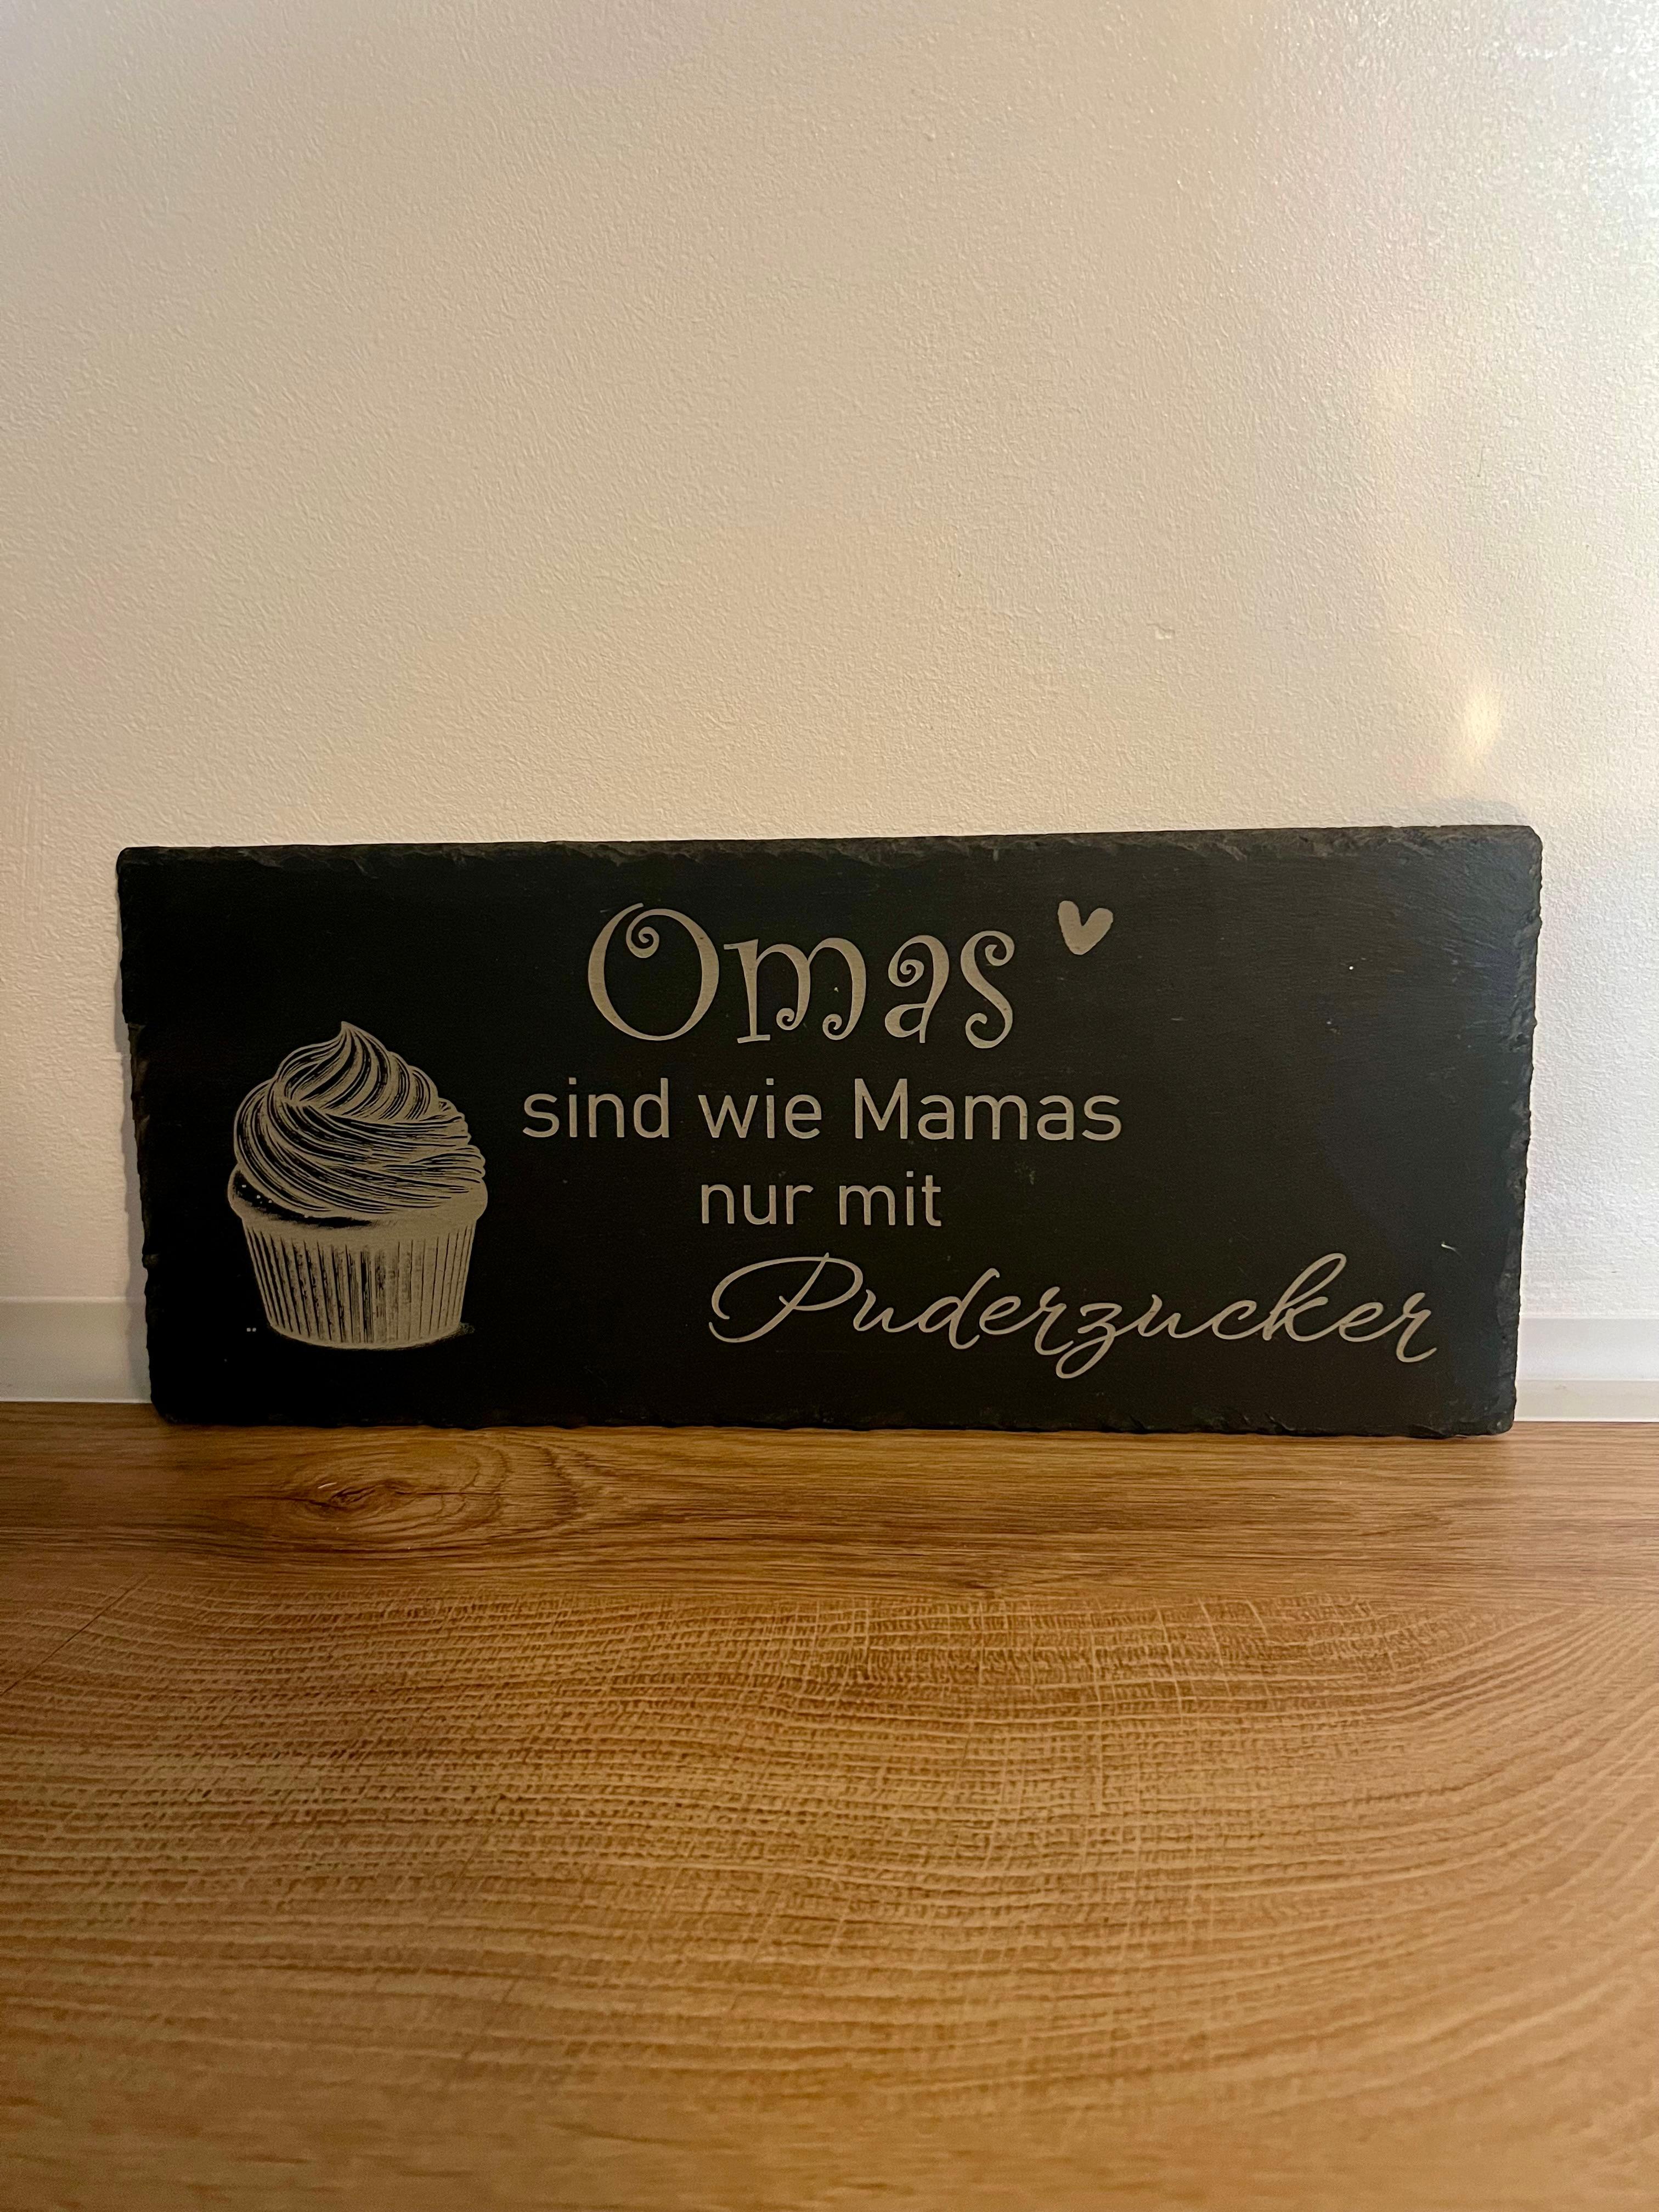 Omas
sind wie Mamas
nur mit
Puderzucker